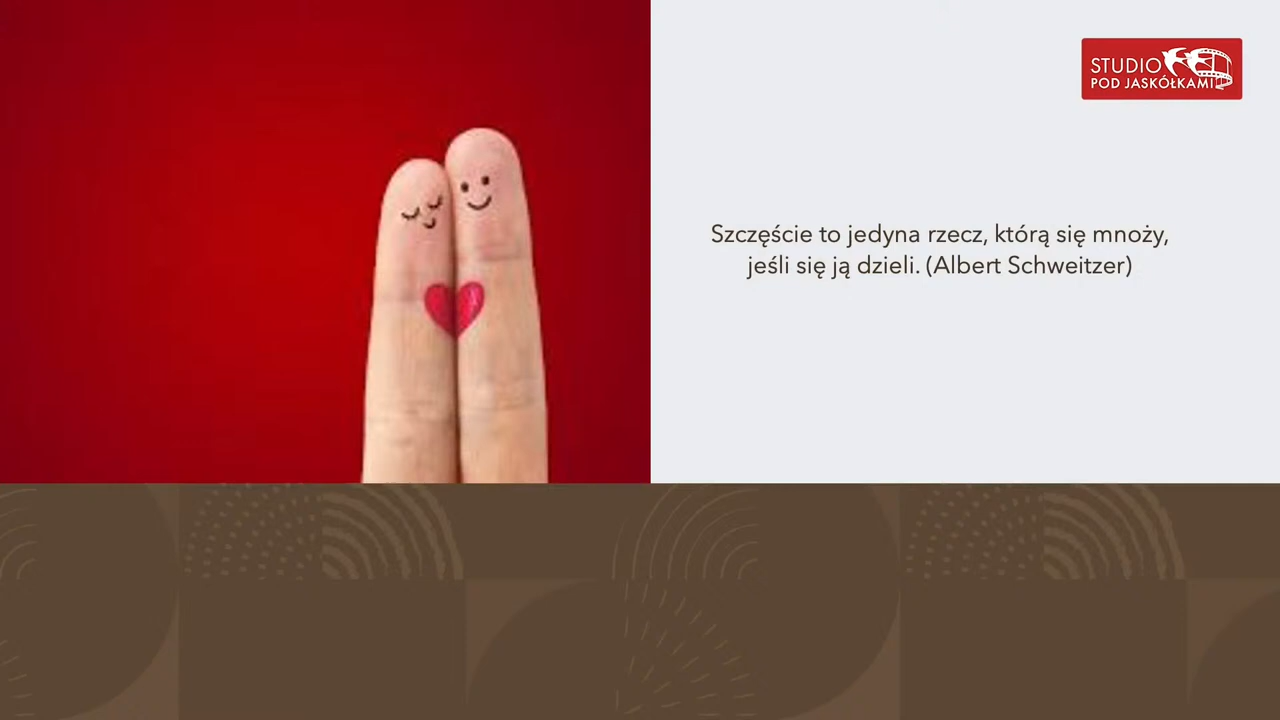 STUDIO
POD JASKÓŁKAMI
Szczęście to jedyna rzecz, którą się mnoży,
jeśli się ją dzieli. (Albert Schweitzer)